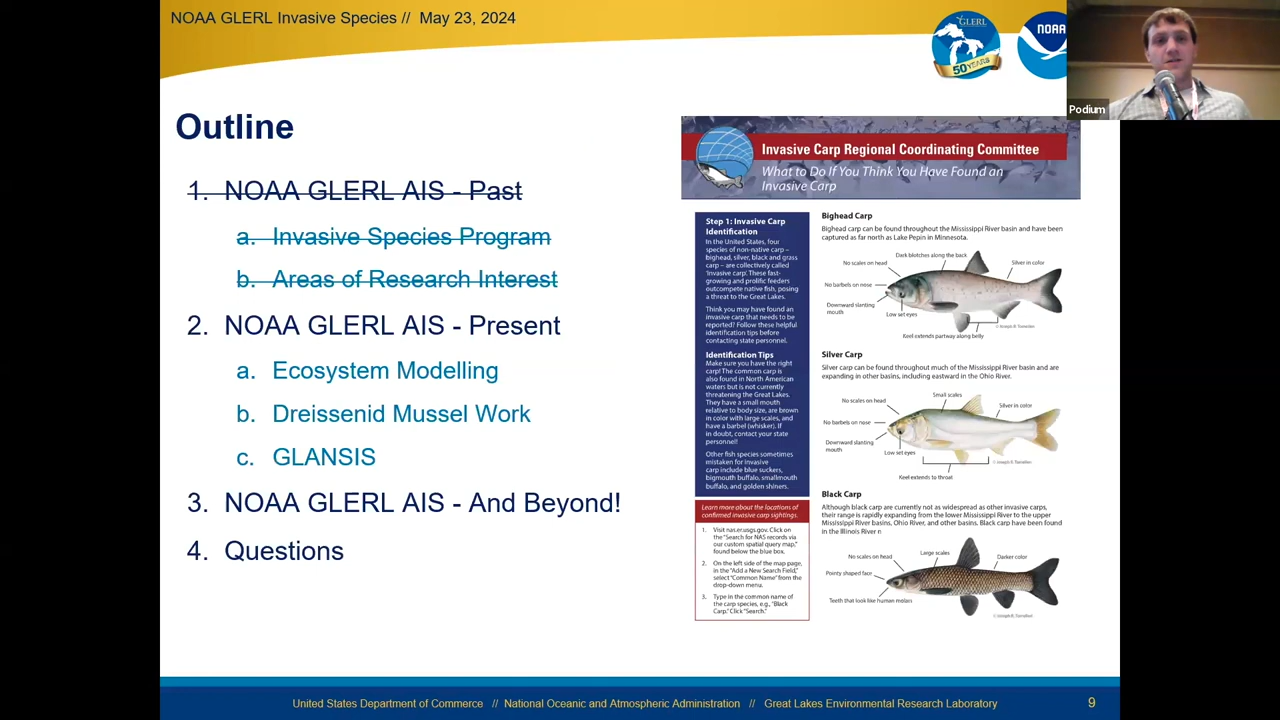 NOAA GLERL Invasive Species // May 23, 2024
GLERL
50 YEARS
NOAA
Podium
Outline
1. NOAA GLERL AIS - Past
a. Invasive Species Program
b. Areas of Research Interest
2. NOAA GLERL AIS - Present
a. Ecosystem Modelling
b. Dreissenid Mussel Work
c. GLANSIS
3. NOAA GLERL AIS - And Beyond!
4. Questions
Invasive Carp Regional Coordinating Committee
What to Do If You Think You Have Found an
Invasive Carp
Step 1: Invasive Carp
Identification
In the United States, four
species of non-native carp –
bighead, silver, black and grass
carp – are collectively called
'invasive carp'. These fast-
growing and prolific feeders
outcompete native fish, posing
a threat to the Great Lakes.
Think you may have found an
invasive carp that needs to be
reported? Follow these helpful
identification tips before
contacting state personnel.
Identification Tips
Make sure you have the right
carp! The common carp is
also found in North American
waters but is not currently
threatening the Great Lakes.
They have a small mouth
relative to body size, are brown
in color with large scales, and
have a barbel (whisker). If
in doubt, contact your state
personnel!
Other fish species sometimes
mistaken for invasive
carp include blue suckers,
bigmouth buffalo, smallmouth
buffalo, and golden shiners.
Learn more about the locations of
confirmed invasive carp sightings.
1. Visit nas.er.usgs.gov. Click on
the "Search for NAS records via
our custom spatial query map,"
found below the blue box.
2. On the left side of the map page,
in the "Add a New Search Field,"
select "Common Name" from the
drop-down menu.
3. Type in the common name of
the carp species, e.g., "Black
Carp." Click "Search."
Bighead Carp
Bighead carp can be found throughout the Mississippi River basin and have been
captured as far north as Lake Pepin in Minnesota.
Dark blotches along the back
No scales on head
Silver in color
No barbels on nose
Downward slanting
mouth
Low set eyes
© Joseph R. Tomelleri
Keel extends partway along belly
Silver Carp
Silver carp can be found throughout much of the Mississippi River basin and are
expanding in other basins, including eastward in the Ohio River.
Small scales
No scales on head
Silver in color
No barbels on nose
Downward slanting
mouth
Low set eyes
© Joseph R. Tomelleri
Keel extends to throat
Black Carp
Although black carp are currently not as widespread as other invasive carps,
their range is rapidly expanding from the lower Mississippi River to the upper
Mississippi River basins, Ohio River, and other basins. Black carp have been found
in the Illinois River n
Large scales
No scales on head
Darker color
Pointy shaped face
Teeth that look like human molars
© Joseph R. Tomelleri
United States Department of Commerce // National Oceanic and Atmospheric Administration // Great Lakes Environmental Research Laboratory
9